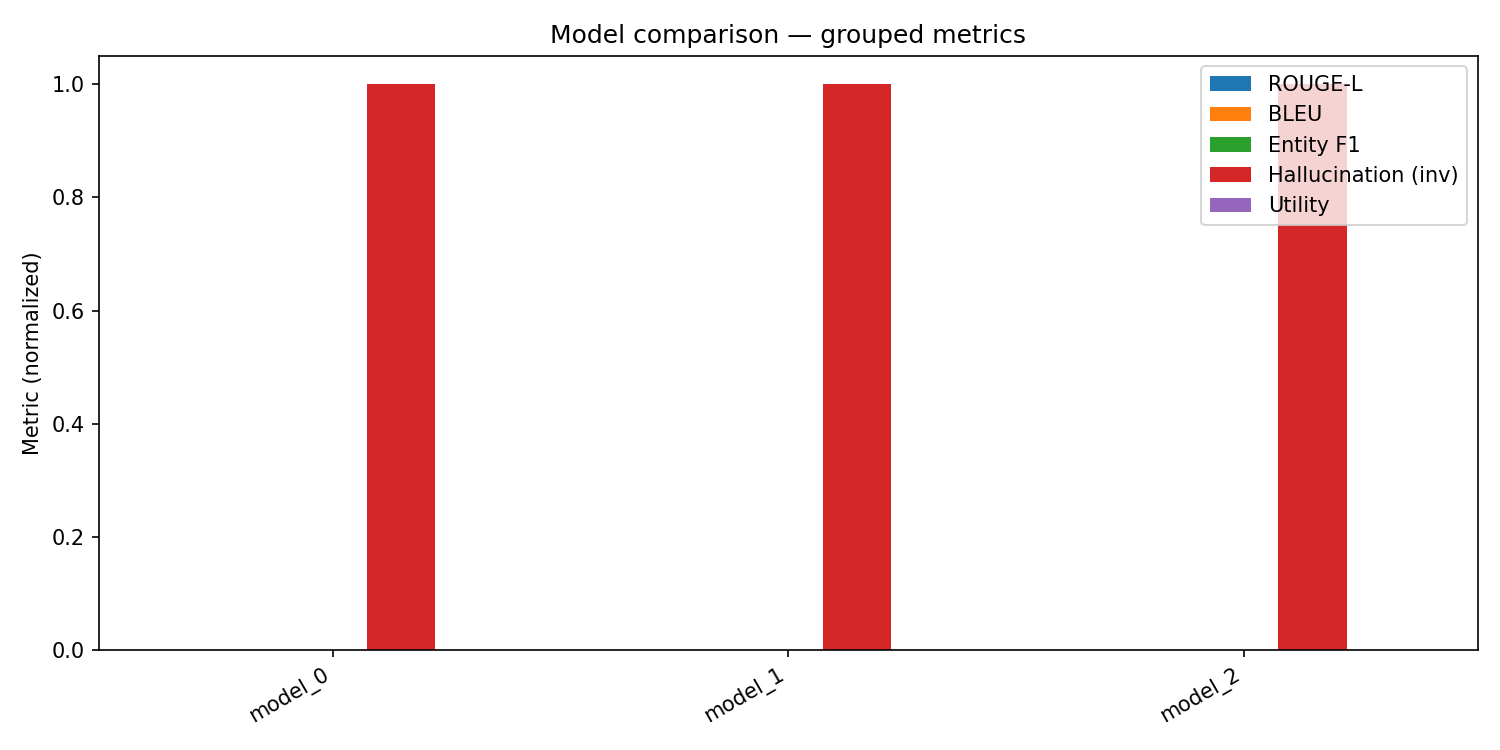 Model comparison — grouped metrics
Metric (normalized)
1.0
0.8
0.6
0.4
0.2
0.0
ROUGE-L
BLEU
Entity F1
Hallucination (inv)
Utility
model_0
model_1
model_2